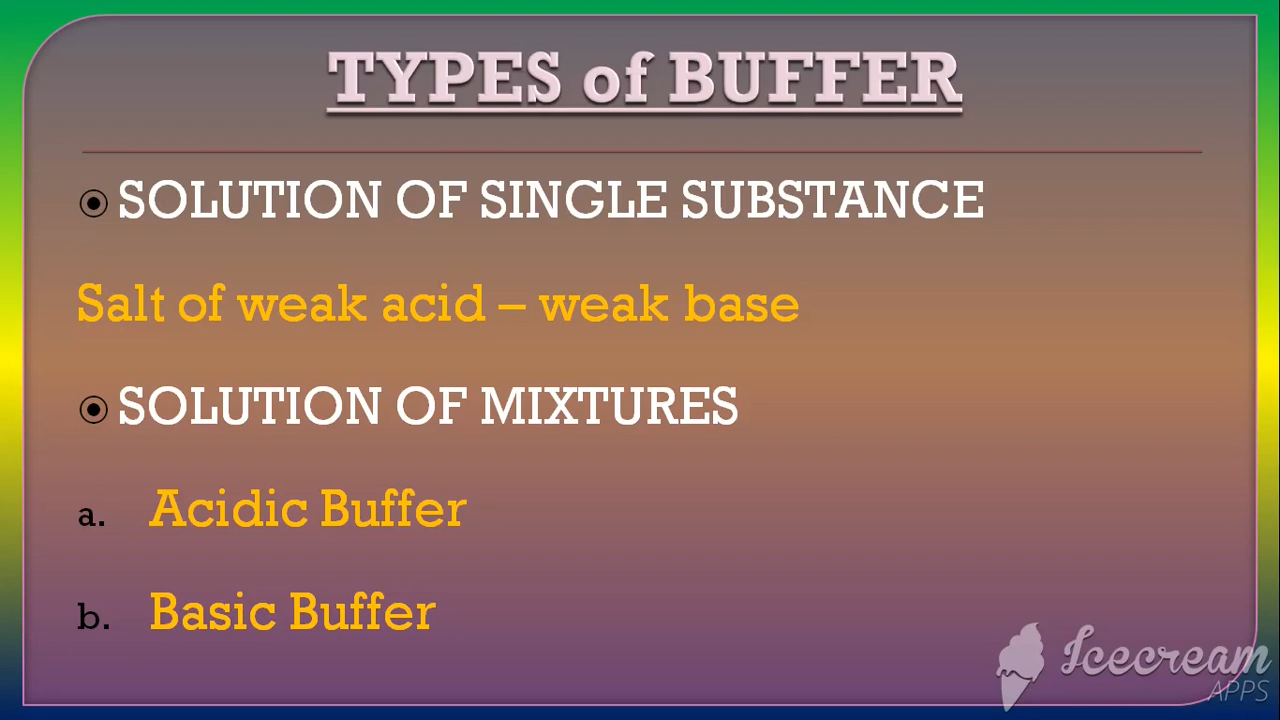 TYPES of BUFFER
SOLUTION OF SINGLE SUBSTANCE
Salt of weak acid – weak base
SOLUTION OF MIXTURES
a. Acidic Buffer
b. Basic Buffer
Icecream
APPS